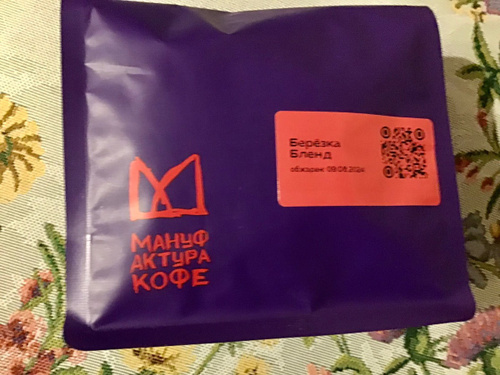 Берёзка
Бленд
обжарен 09.08.2024
МАНУФ
АКТУРА
КОФЕ